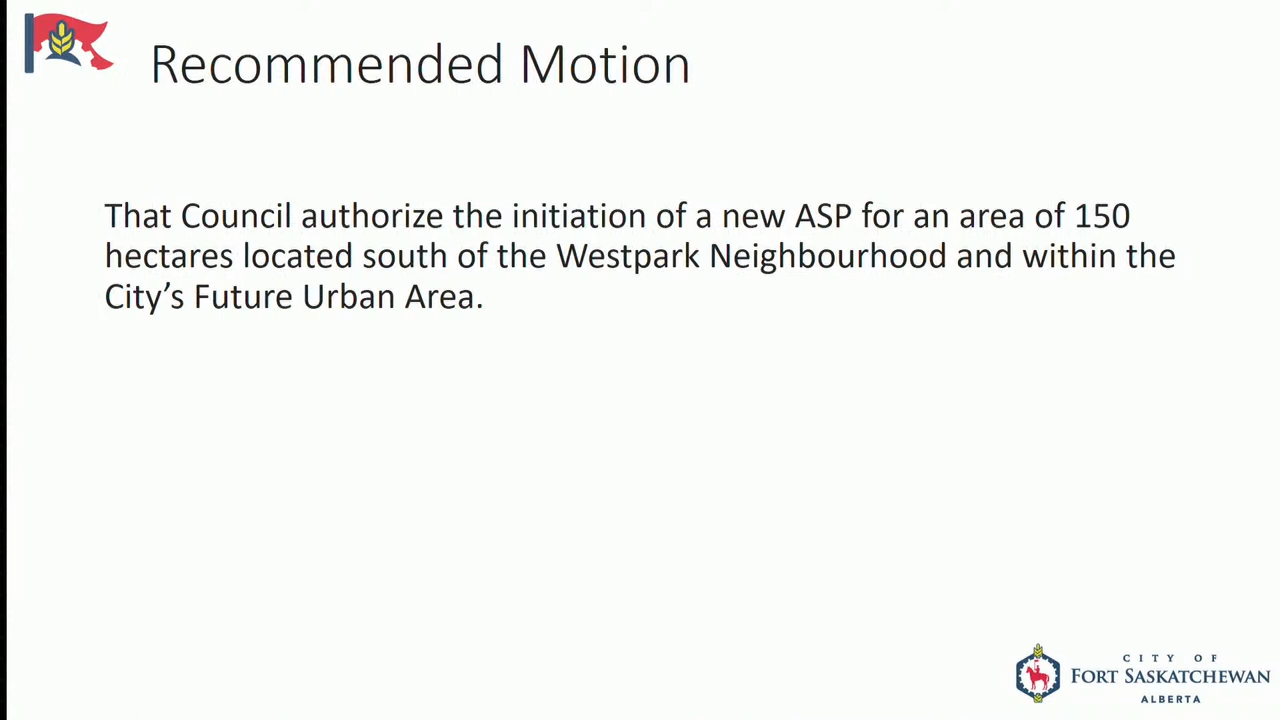 Recommended Motion
That Council authorize the initiation of a new ASP for an area of 150
hectares located south of the Westpark Neighbourhood and within the
City’s Future Urban Area.
CITY OF
FORT SASKATCHEWAN
ALBERTA